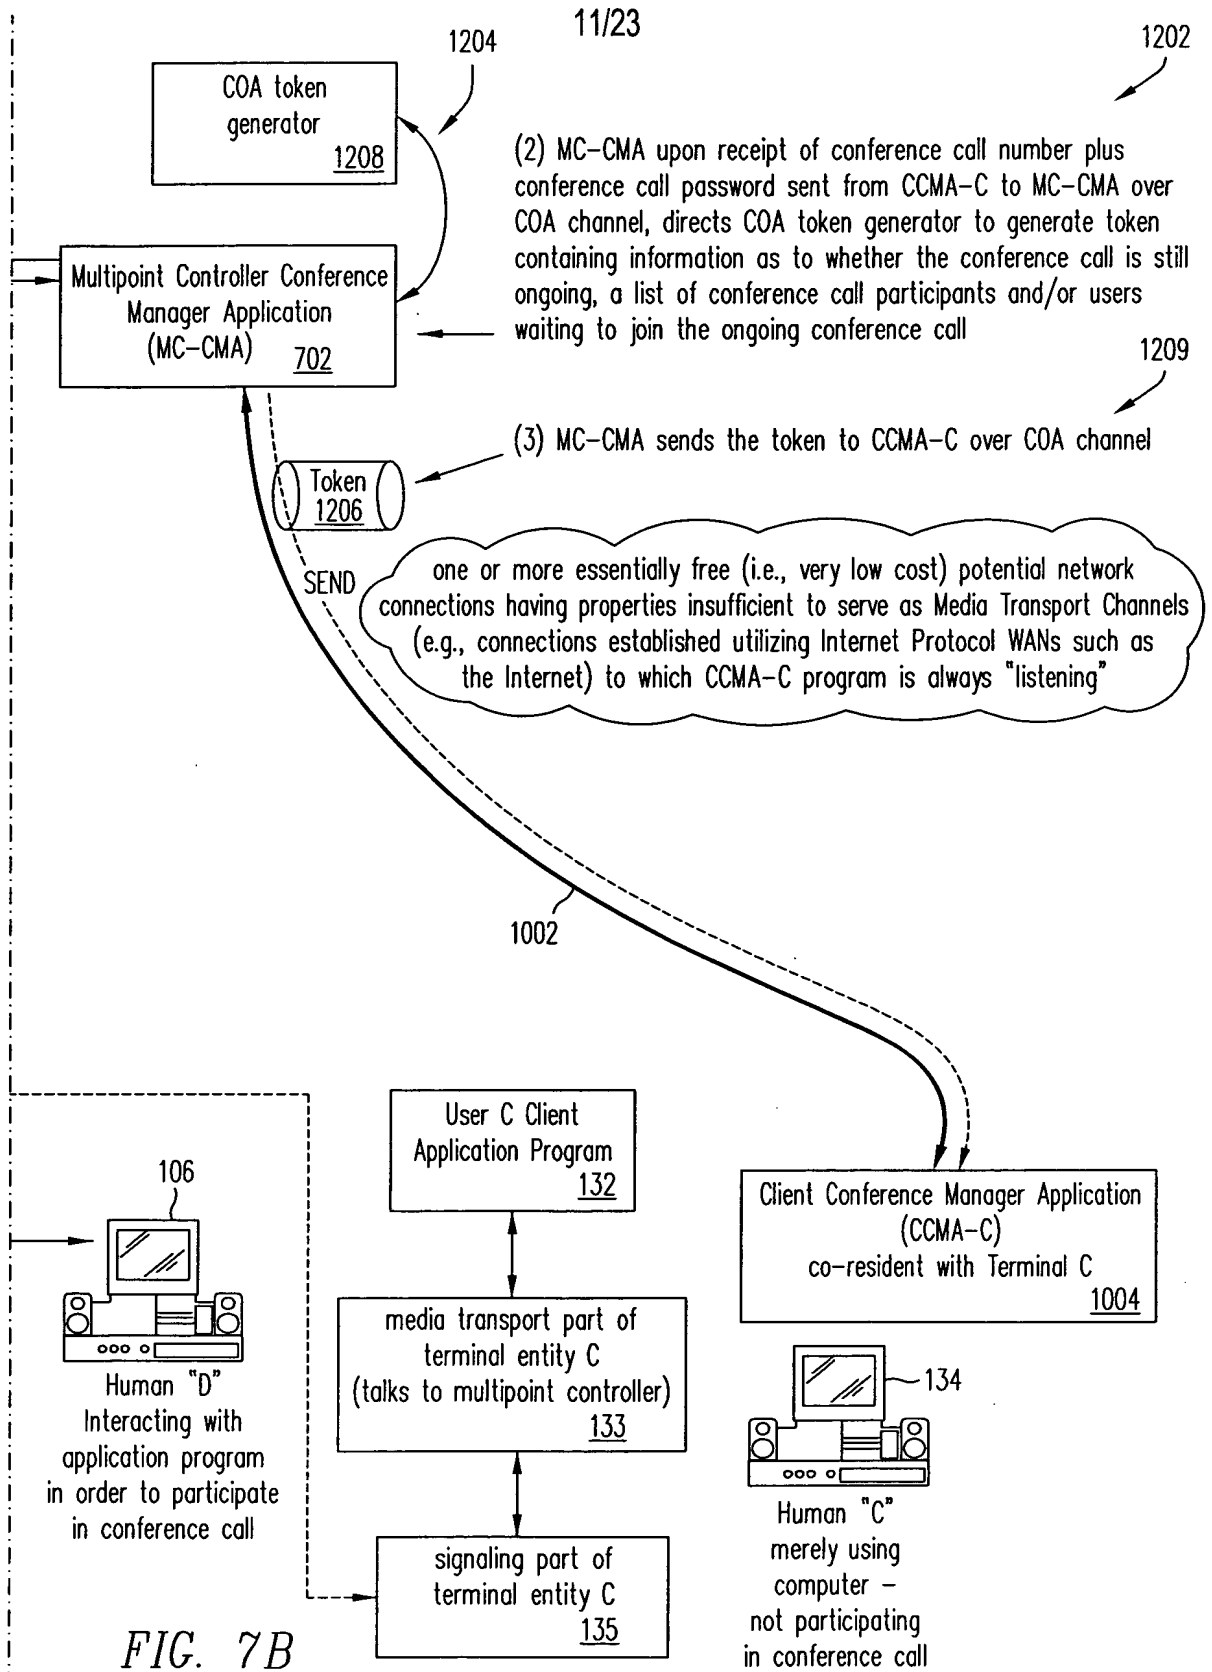 11/23
1204
1202
COA token
generator
1208
(2) MC-CMA upon receipt of conference call number plus
conference call password sent from CCMA-C to MC-CMA over
COA channel, directs COA token generator to generate token
containing information as to whether the conference call is still
ongoing, a list of conference call participants and/or users
waiting to join the ongoing conference call
Multipoint Controller Conference
Manager Application
(MC-CMA) 702
1209
(3) MC-CMA sends the token to CCMA-C over COA channel
Token
1206
SEND
one or more essentially free (i.e., very low cost) potential network
connections having properties insufficient to serve as Media Transport Channels
(e.g., connections established utilizing Internet Protocol WANs such as
the Internet) to which CCMA-C program is always "listening"
1002
User C Client
Application Program
132
106
Client Conference Manager Application
(CCMA-C)
co-resident with Terminal C
1004
media transport part of
terminal entity C
(talks to multipoint controller)
133
Human "D"
Interacting with
application program
in order to participate
in conference call
134
Human "C"
merely using
computer -
not participating
in conference call
signaling part of
terminal entity C
135
FIG. 7B